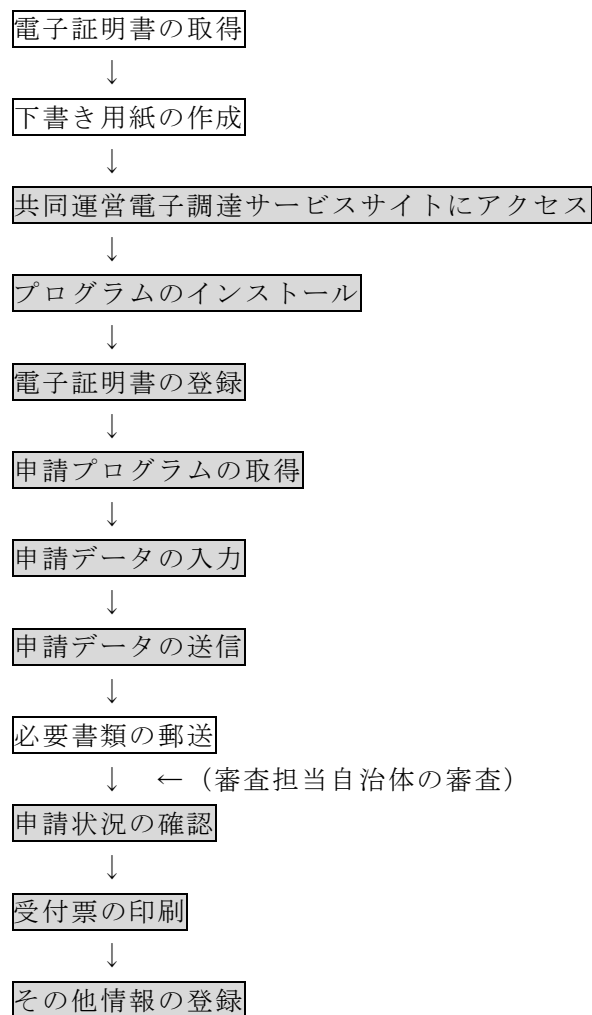 電子証明書の取得
↓
下書き用紙の作成
↓
共同運営電子調達サービスサイトにアクセス
↓
プログラムのインストール
↓
電子証明書の登録
↓
申請プログラムの取得
↓
申請データの入力
↓
申請データの送信
↓
必要書類の郵送
↓ ←（審査担当自治体の審査）
申請状況の確認
↓
受付票の印刷
↓
その他情報の登録